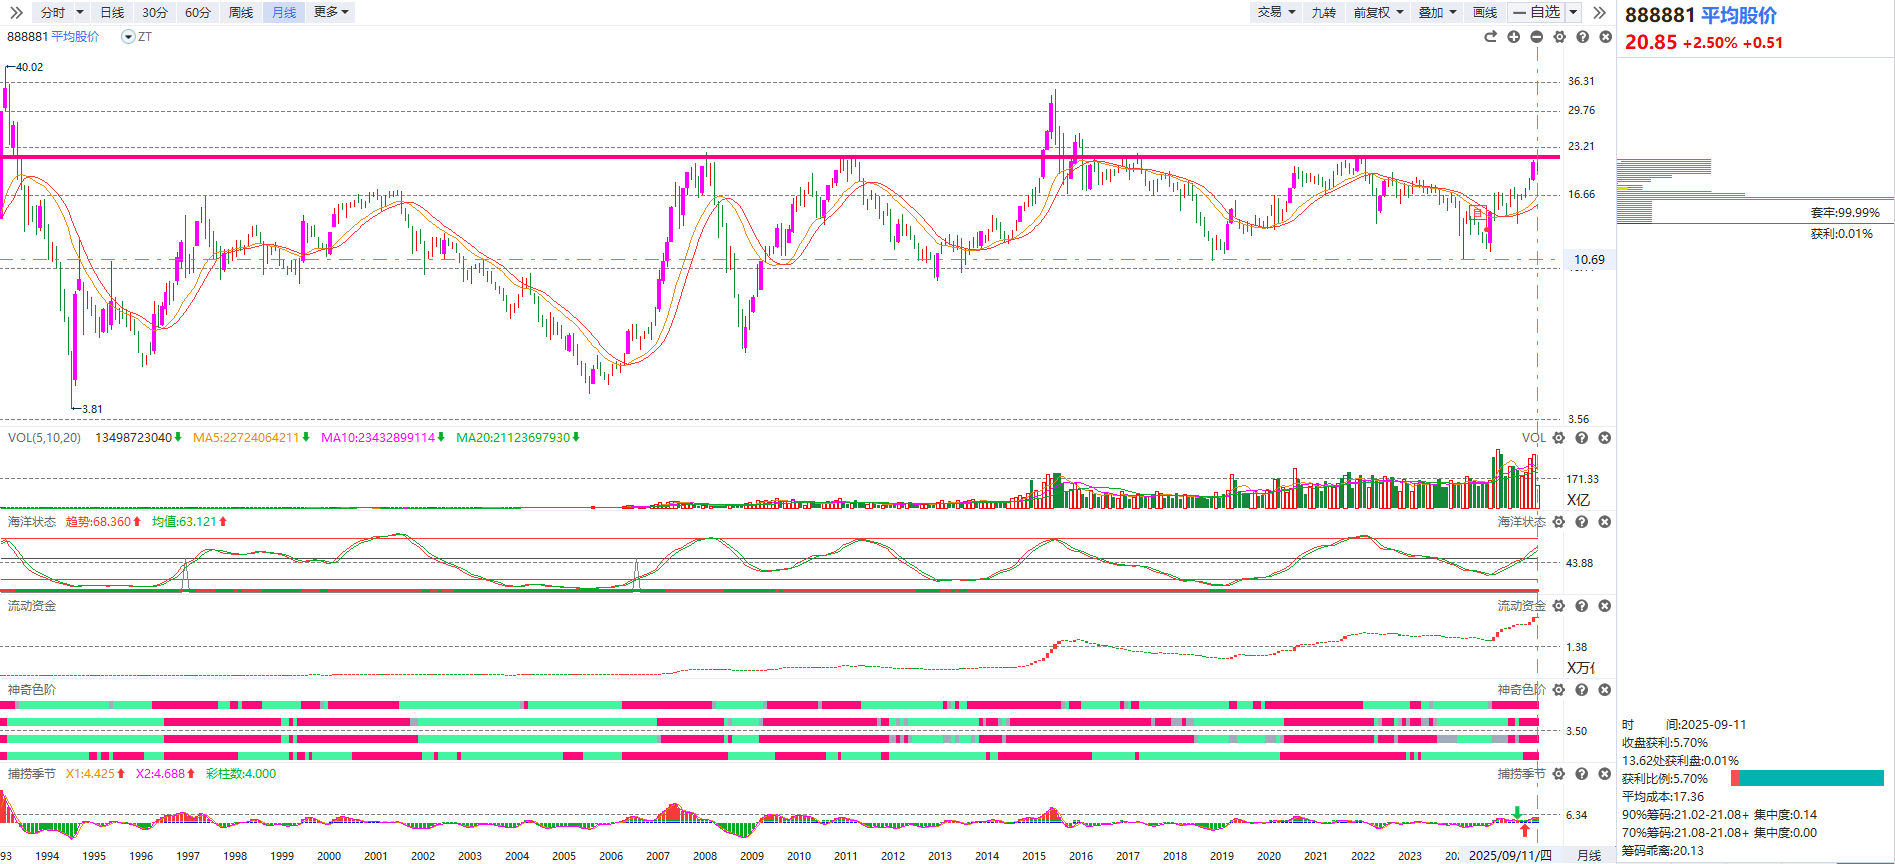 分时 日线 30分 60分 周线 月线 更多 交易 九转 前复权 叠加 画线 一 自选
888881 平均股价
20.85 +2.50% +0.51
888881 平均股价 ZT
40.02
36.31
29.76
23.21
16.66
自
套牢:99.99%
获利:0.01%
10.69
3.81
3.56
VOL(5,10,20) 13498723040 MA5:22724064211 MA10:23432899114 MA20:21123697930 VOL
171.33
X亿
海洋状态 趋势:68.360 均值:63.121 海洋状态
43.88
流动资金 流动资金
1.38
X万亿
神奇色阶 神奇色阶
3.50
捕捞季节 X1:4.425 X2:4.688 彩柱数:4.000 捕捞季节
6.34
93 1994 1995 1996 1997 1998 1999 2000 2001 2002 2003 2004 2005 2006 2007 2008 2009 2010 2011 2012 2013 2014 2015 2016 2017 2018 2019 2020 2021 2022 2023 2025/09/11/四 月线
时 间:2025-09-11
收盘获利:5.70%
13.62处获利盘:0.01%
获利比例:5.70%
平均成本:17.36
90%筹码:21.02-21.08+ 集中度:0.14
70%筹码:21.08-21.08+ 集中度:0.00
筹码乖离:20.13